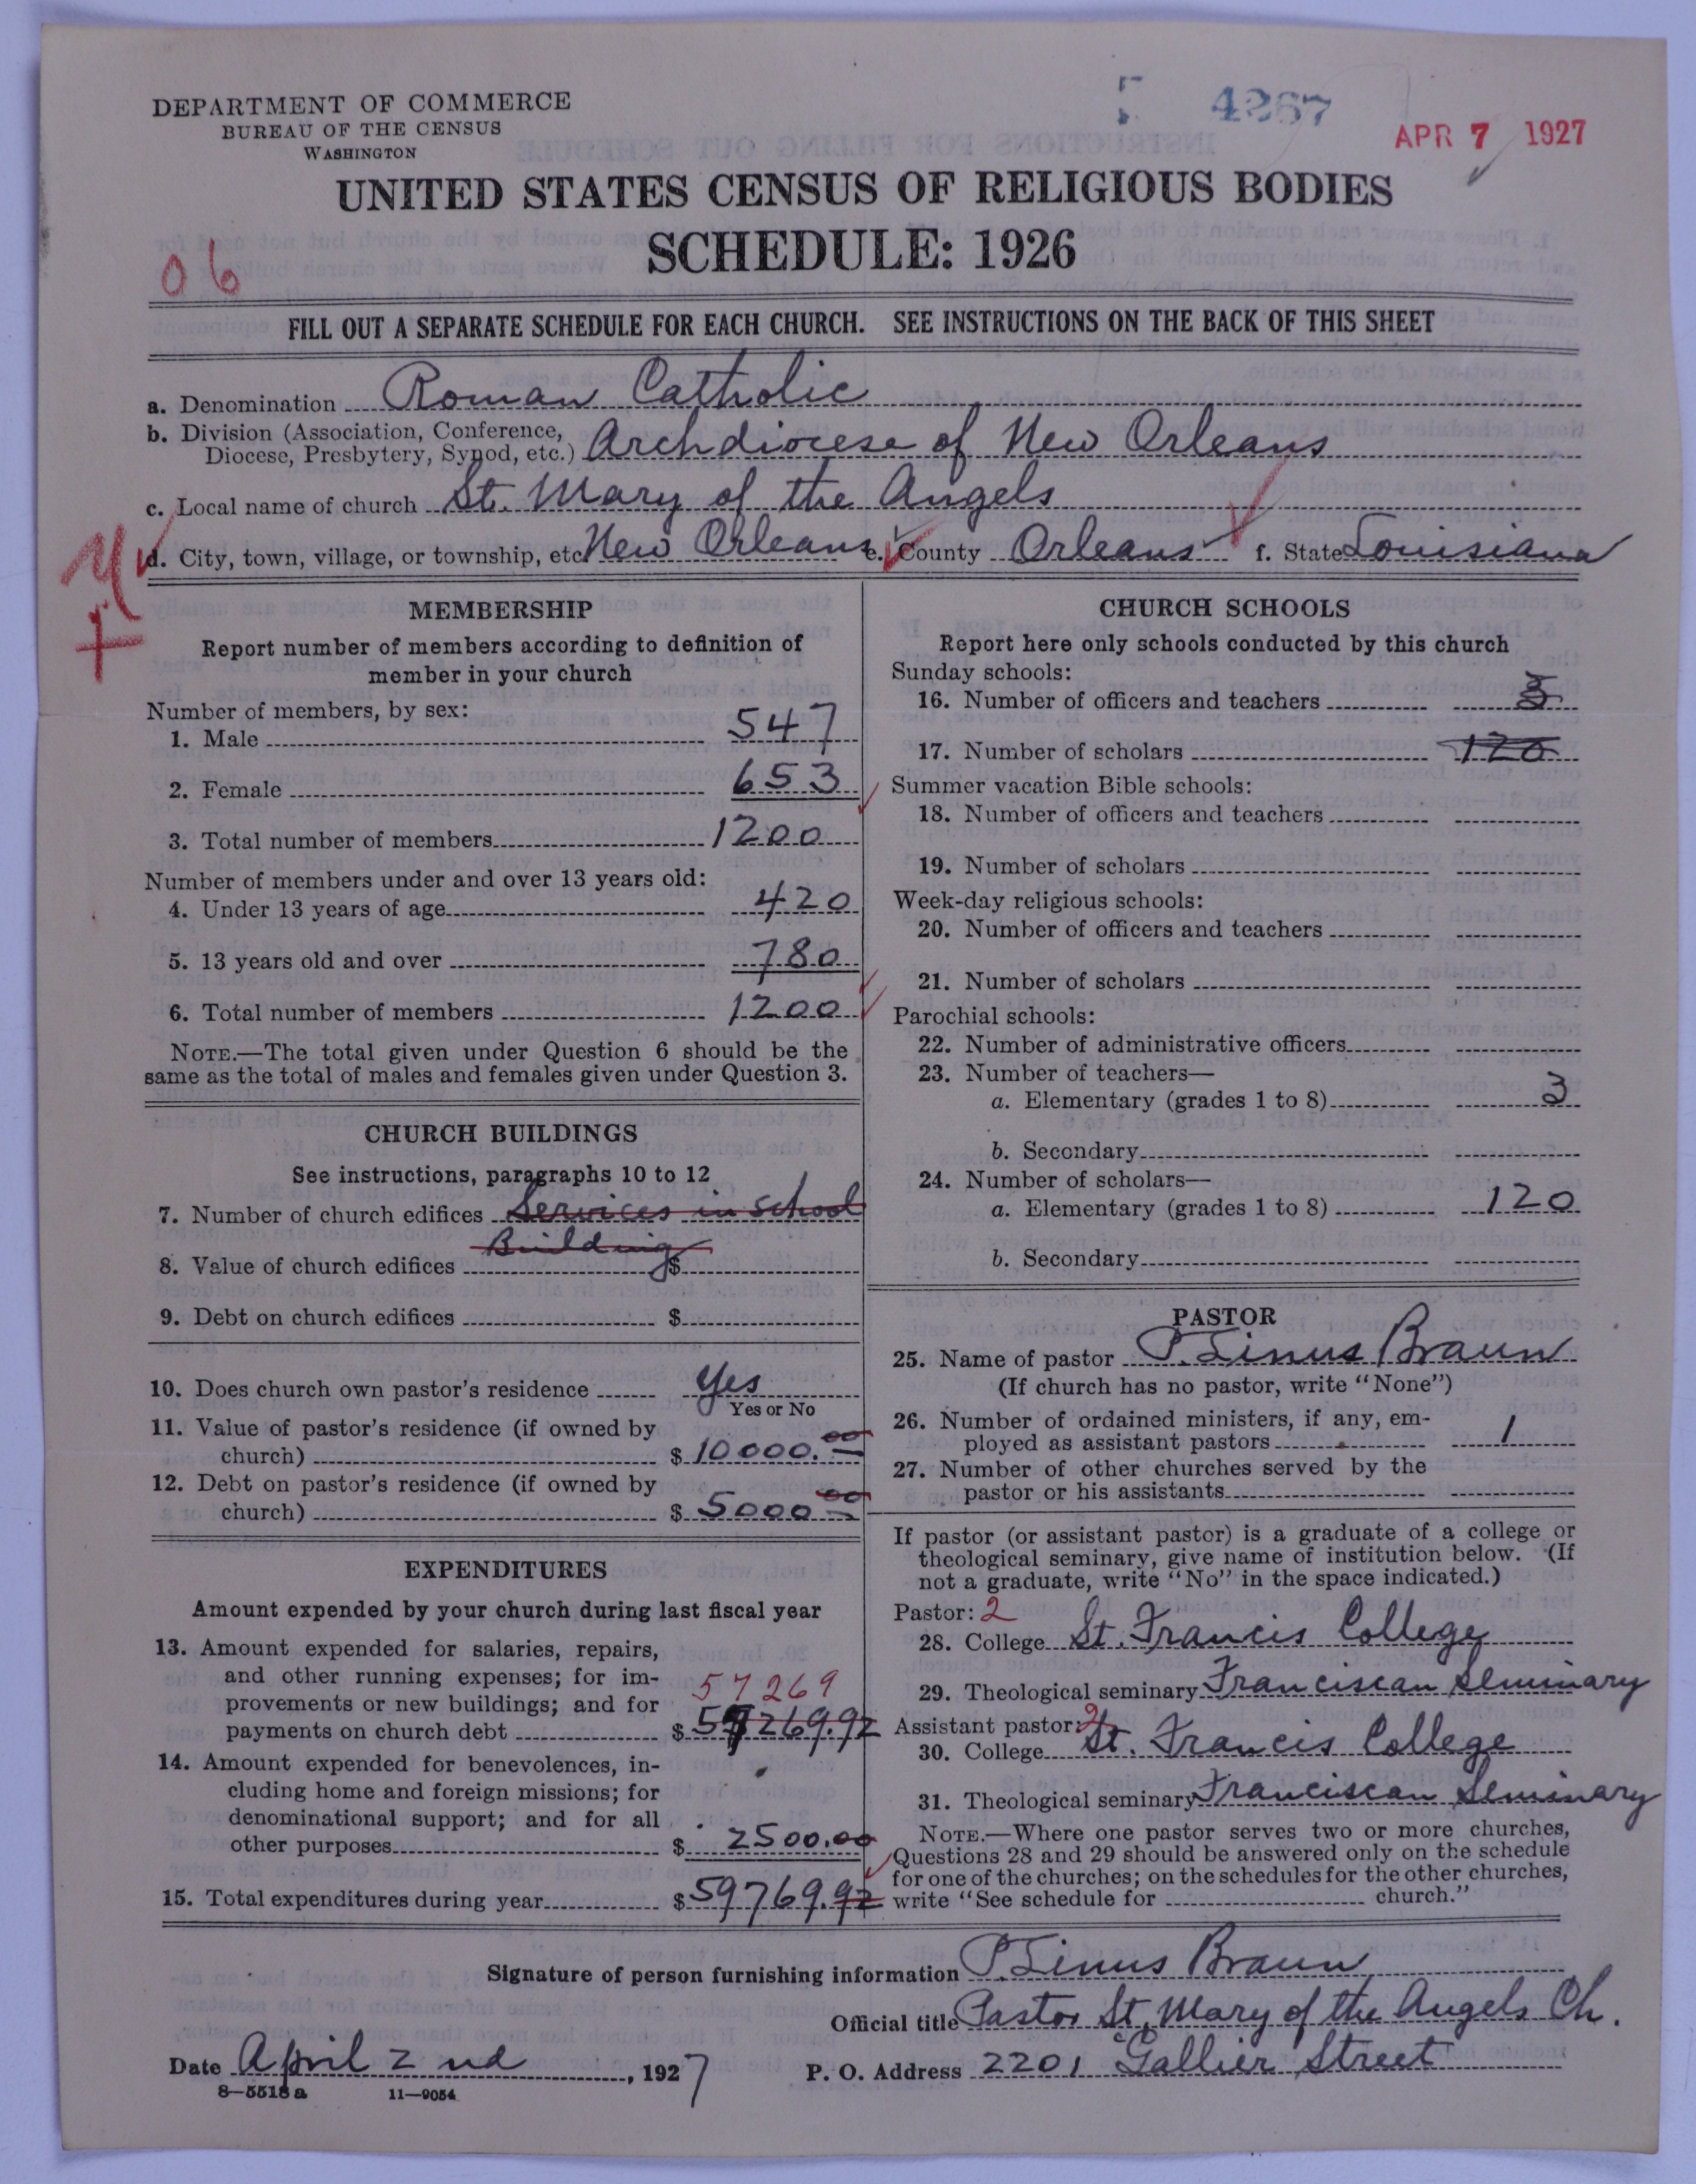 DEPARTMENT OF COMMERCE
BUREAU OF THE CENSUS
WASHINGTON
4267
APR 7 1927
UNITED STATES CENSUS OF RELIGIOUS BODIES
SCHEDULE: 1926
06
FILL OUT A SEPARATE SCHEDULE FOR EACH CHURCH. SEE INSTRUCTIONS ON THE BACK OF THIS SHEET
a. Denomination Roman Catholic
b. Division (Association, Conference, Diocese, Presbytery, Synod, etc.) Archdiocese of New Orleans
c. Local name of church St. Mary of the Angels
d. City, town, village, or township, etc. New Orleans e. County Orleans f. State Louisiana
MEMBERSHIP
Report number of members according to definition of
member in your church
Number of members, by sex:
1. Male 547
2. Female 653
3. Total number of members 1200
Number of members under and over 13 years old:
4. Under 13 years of age 420
5. 13 years old and over 780
6. Total number of members 1200
NOTE.—The total given under Question 6 should be the
same as the total of males and females given under Question 3.
CHURCH BUILDINGS
See instructions, paragraphs 10 to 12
7. Number of church edifices Services in School
Building
8. Value of church edifices $
9. Debt on church edifices $
10. Does church own pastor's residence Yes
Yes or No
11. Value of pastor's residence (if owned by
church) $ 10000.00
12. Debt on pastor's residence (if owned by
church) $ 5000.00
EXPENDITURES
Amount expended by your church during last fiscal year
13. Amount expended for salaries, repairs,
and other running expenses; for im-
provements or new buildings; and for 57269
payments on church debt $ 57269.92
14. Amount expended for benevolences, in-
cluding home and foreign missions; for
denominational support; and for all
other purposes $ 2500.00
15. Total expenditures during year $ 59769.92
CHURCH SCHOOLS
Report here only schools conducted by this church
Sunday schools:
16. Number of officers and teachers 3
17. Number of scholars 120
Summer vacation Bible schools:
18. Number of officers and teachers
19. Number of scholars
Week-day religious schools:
20. Number of officers and teachers
21. Number of scholars
Parochial schools:
22. Number of administrative officers
23. Number of teachers—
a. Elementary (grades 1 to 8) 3
b. Secondary
24. Number of scholars—
a. Elementary (grades 1 to 8) 120
b. Secondary
PASTOR
25. Name of pastor P. Linus Braun
(If church has no pastor, write "None")
26. Number of ordained ministers, if any, em-
ployed as assistant pastors 1
27. Number of other churches served by the
pastor or his assistants
If pastor (or assistant pastor) is a graduate of a college or
theological seminary, give name of institution below. (If
not a graduate, write "No" in the space indicated.)
Pastor: 2
28. College St. Francis College
29. Theological seminary Franciscan Seminary
Assistant pastor: 2
30. College St. Francis College
31. Theological seminary Franciscan Seminary
NOTE.—Where one pastor serves two or more churches,
Questions 28 and 29 should be answered only on the schedule
for one of the churches; on the schedules for the other churches,
write "See schedule for church."
Signature of person furnishing information P. Linus Braun
Official title Pastor St. Mary of the Angels Ch.
Date April 2nd, 1927 P. O. Address 2201 Gallier Street
8—5518a 11—9054